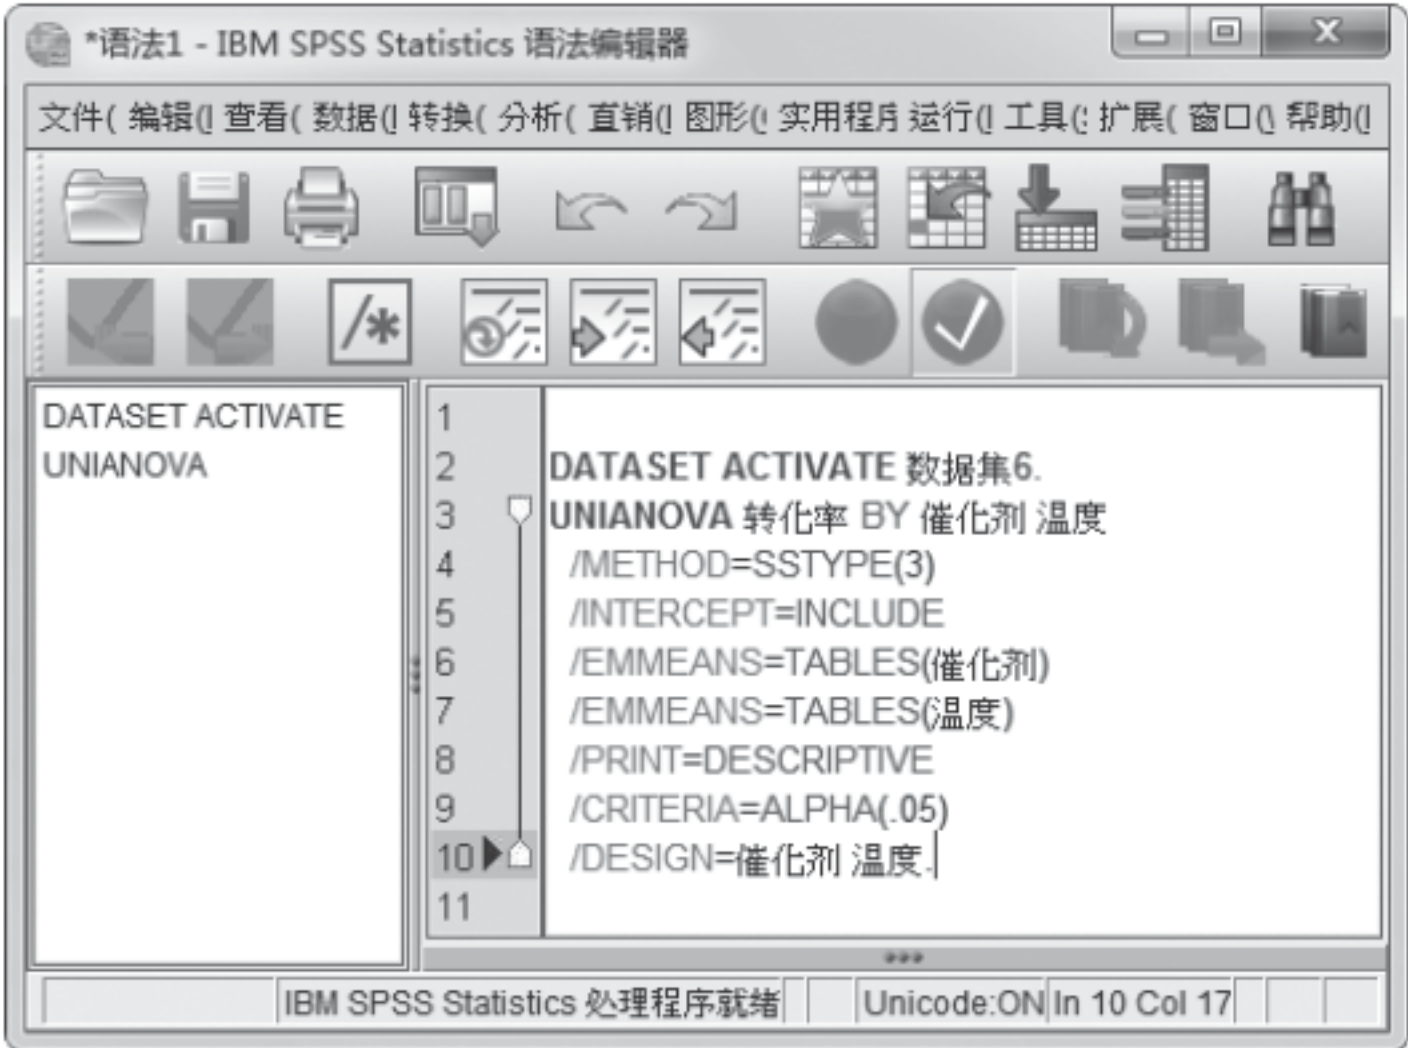 *语法1 - IBM SPSS Statistics 语法编辑器
文件( 编辑( 查看( 数据( 转换( 分析( 直销( 图形( 实用程序 运行( 工具( 扩展( 窗口( 帮助(
/*
DATASET ACTIVATE
UNIANOVA
1
2 DATASET ACTIVATE 数据集6.
3 UNIANOVA 转化率 BY 催化剂 温度
4 /METHOD=SSTYPE(3)
5 /INTERCEPT=INCLUDE
6 /EMMEANS=TABLES(催化剂)
7 /EMMEANS=TABLES(温度)
8 /PRINT=DESCRIPTIVE
9 /CRITERIA=ALPHA(.05)
10 /DESIGN=催化剂 温度.
11
IBM SPSS Statistics 处理程序就绪 Unicode:ON In 10 Col 17